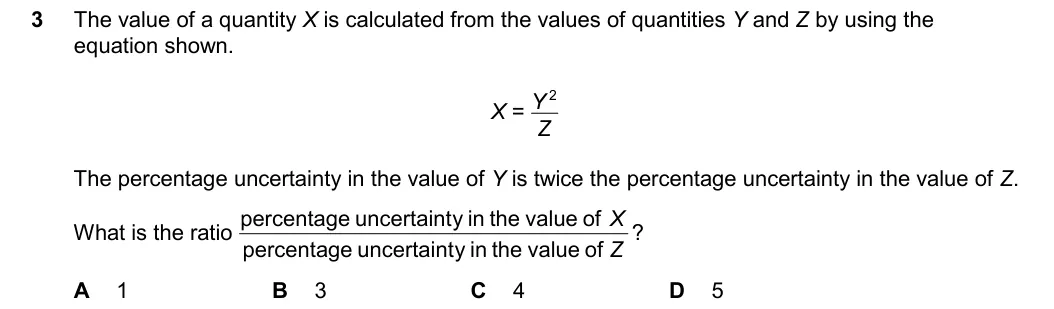 3 The value of a quantity X is calculated from the values of quantities Y and Z by using the
equation shown.
X = Y²/Z
The percentage uncertainty in the value of Y is twice the percentage uncertainty in the value of Z.
What is the ratio percentage uncertainty in the value of X / percentage uncertainty in the value of Z ?
A 1 B 3 C 4 D 5